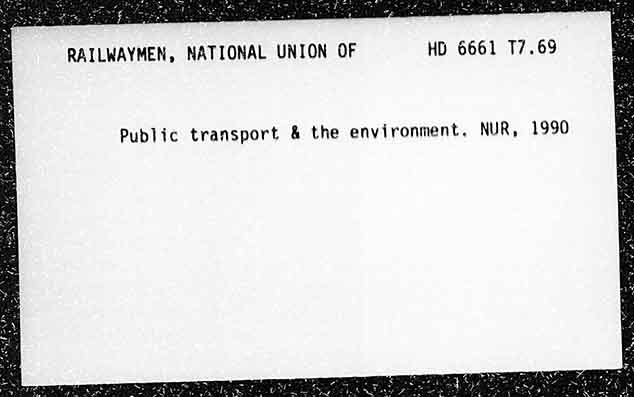 RAILWAYMEN, NATIONAL UNION OF HD 6661 T7.69
Public transport & the environment. NUR, 1990